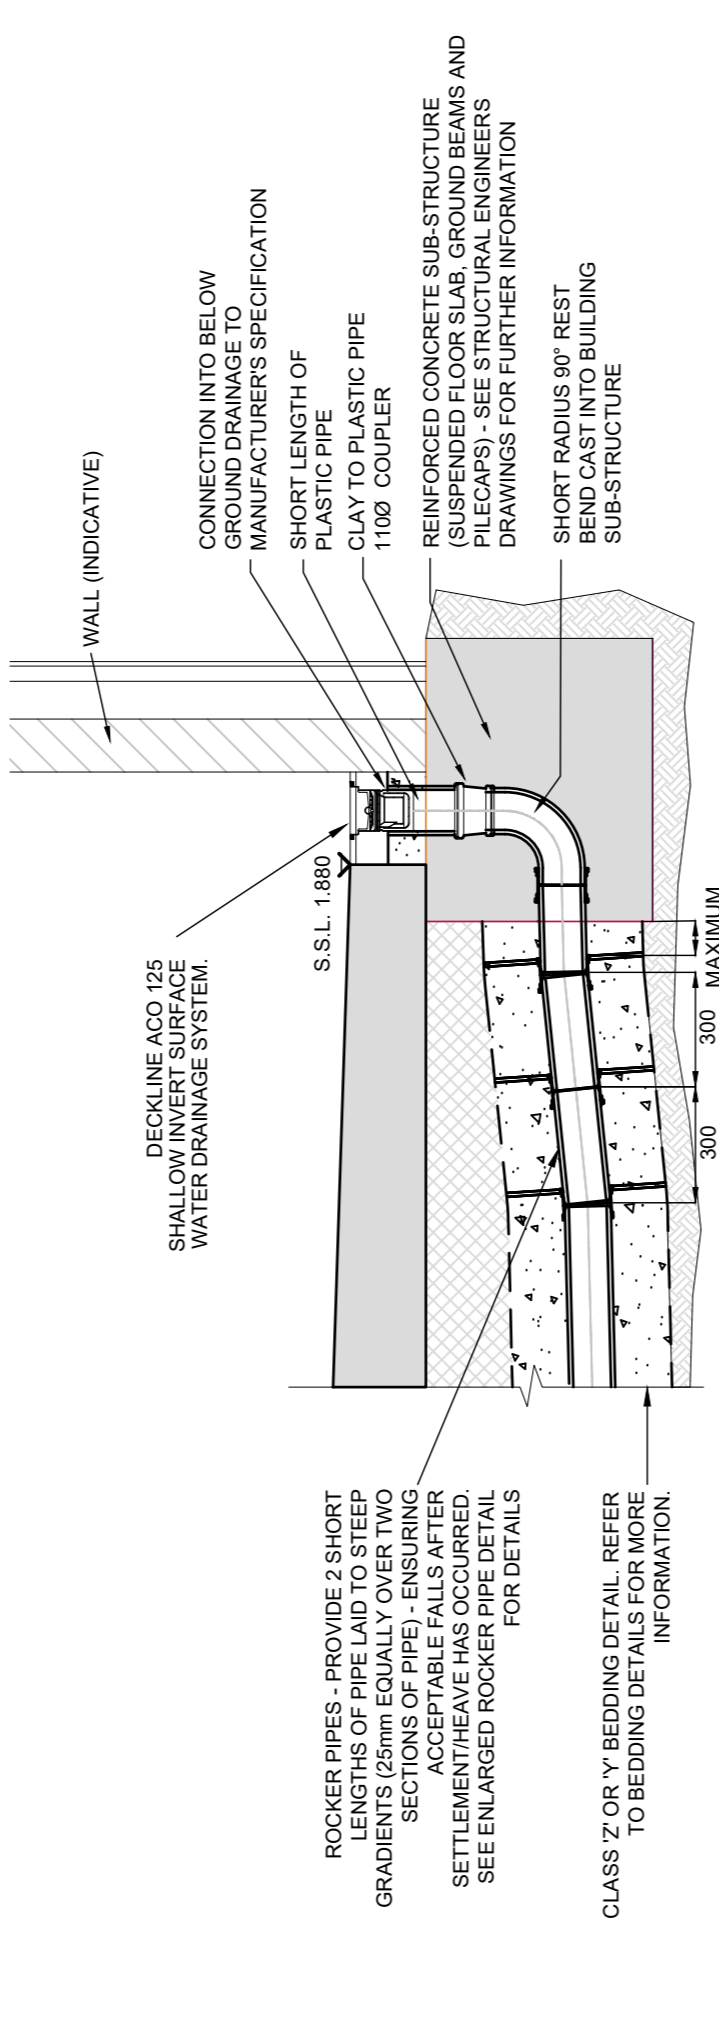 WALL (INDICATIVE)
CONNECTION INTO BELOW
GROUND DRAINAGE TO
MANUFACTURER'S SPECIFICATION
SHORT LENGTH OF
PLASTIC PIPE
CLAY TO PLASTIC PIPE
110Ø COUPLER
REINFORCED CONCRETE SUB-STRUCTURE
(SUSPENDED FLOOR SLAB, GROUND BEAMS AND
PILECAPS) - SEE STRUCTURAL ENGINEERS
DRAWINGS FOR FURTHER INFORMATION
SHORT RADIUS 90° REST
BEND CAST INTO BUILDING
SUB-STRUCTURE
DECKLINE ACO 125
SHALLOW INVERT SURFACE
WATER DRAINAGE SYSTEM.
S.S.L. 1.880
300
300
MAXIMUM
ROCKER PIPES - PROVIDE 2 SHORT
LENGTHS OF PIPE LAID TO STEEP
GRADIENTS (25mm EQUALLY OVER TWO
SECTIONS OF PIPE) - ENSURING
ACCEPTABLE FALLS AFTER
SETTLEMENT/HEAVE HAS OCCURRED.
SEE ENLARGED ROCKER PIPE DETAIL
FOR DETAILS
CLASS 'Z' OR 'Y' BEDDING DETAIL. REFER
TO BEDDING DETAILS FOR MORE
INFORMATION.